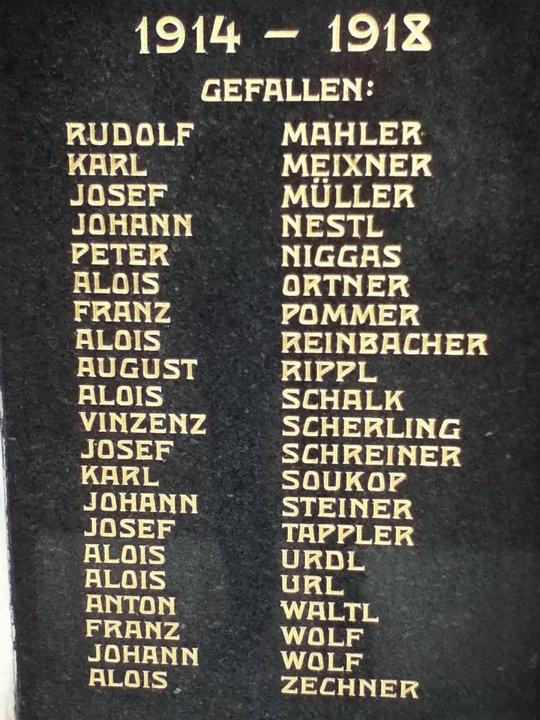 1914 – 1918
GEFALLEN:
RUDOLF MAHLER
KARL MEIXNER
JOSEF MÜLLER
JOHANN NESTL
PETER NIGGAS
ALOIS ORTNER
FRANZ POMMER
ALOIS REINBACHER
AUGUST RIPPL
ALOIS SCHALK
VINZENZ SCHERLING
JOSEF SCHREINER
KARL SOUKOP
JOHANN STEINER
JOSEF TAPPLER
ALOIS URDL
ALOIS URL
ANTON WALTL
FRANZ WOLF
JOHANN WOLF
ALOIS ZECHNER